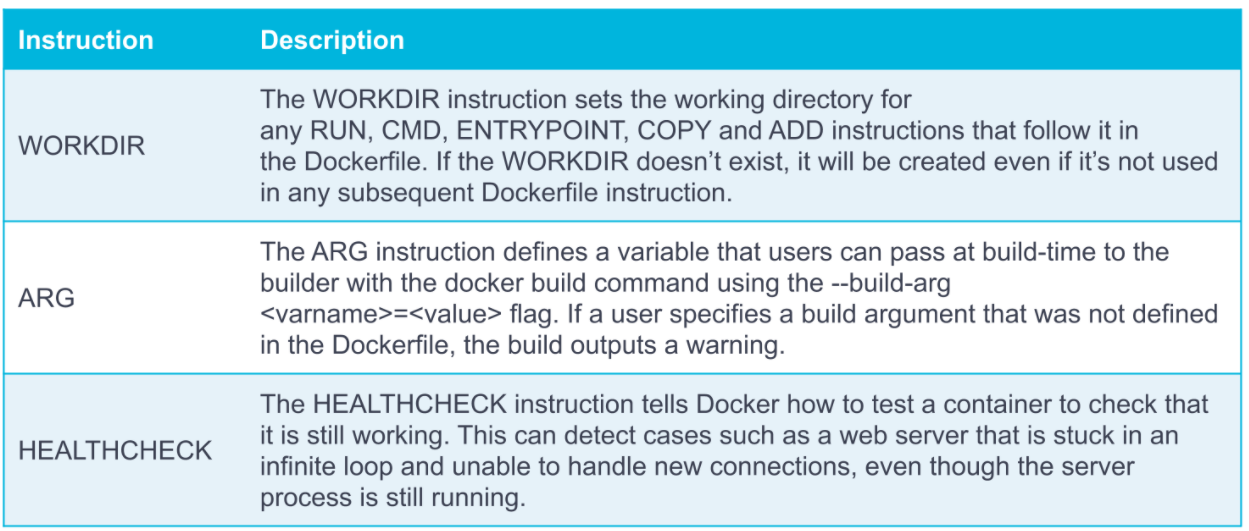 Instruction Description
The WORKDIR instruction sets the working directory for
any RUN, CMD, ENTRYPOINT, COPY and ADD instructions that follow it in
WORKDIR
the Dockerfile. If the WORKDIR doesn’t exist, it will be created even if it’s not used
in any subsequent Dockerfile instruction.
The ARG instruction defines a variable that users can pass at build-time to the
builder with the docker build command using the --build-arg
ARG
<varname>=<value> flag. If a user specifies a build argument that was not defined
in the Dockerfile, the build outputs a warning.
The HEALTHCHECK instruction tells Docker how to test a container to check that
it is still working. This can detect cases such as a web server that is stuck in an
HEALTHCHECK
infinite loop and unable to handle new connections, even though the server
process is still running.